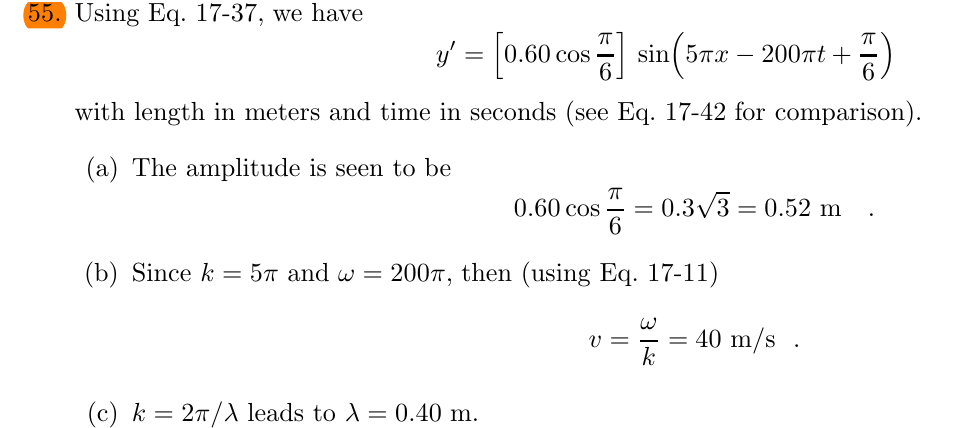 55. Using Eq. 17-37, we have
y′ = [0.60 cos π/6] sin(5πx − 200πt + π/6)
with length in meters and time in seconds (see Eq. 17-42 for comparison).
(a) The amplitude is seen to be
0.60 cos π/6 = 0.3√3 = 0.52 m .
(b) Since k = 5π and ω = 200π, then (using Eq. 17-11)
v = ω/k = 40 m/s .
(c) k = 2π/λ leads to λ = 0.40 m.